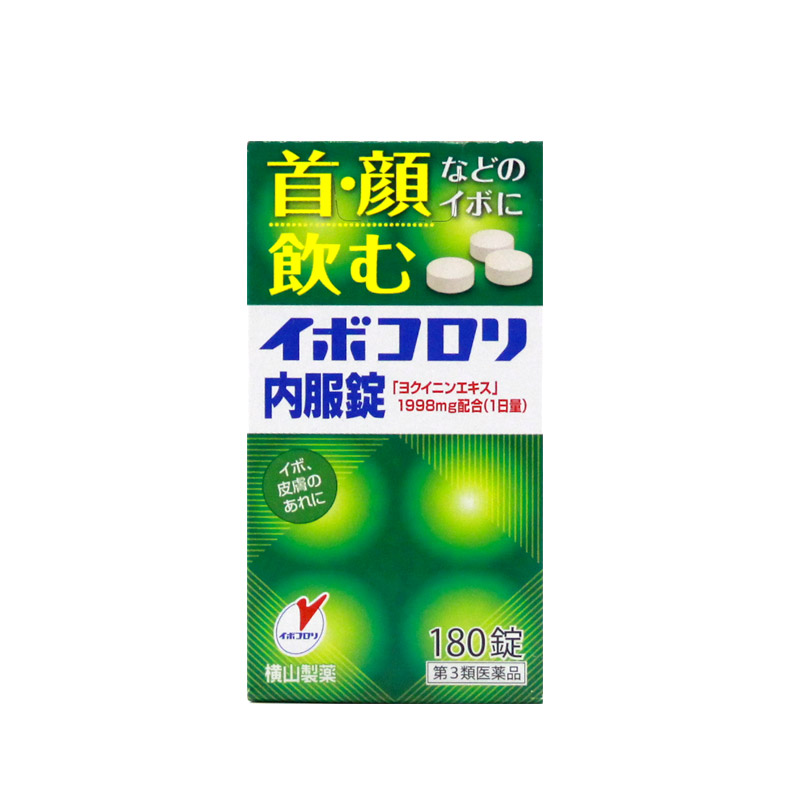 首・顔
などの
イボに
飲む
イボコロリ
内服錠
「ヨクイニンエキス」
1998mg配合(1日量)
イボ、
皮膚の
あれに
イボコロリ
横山製薬
180錠
第3類医薬品